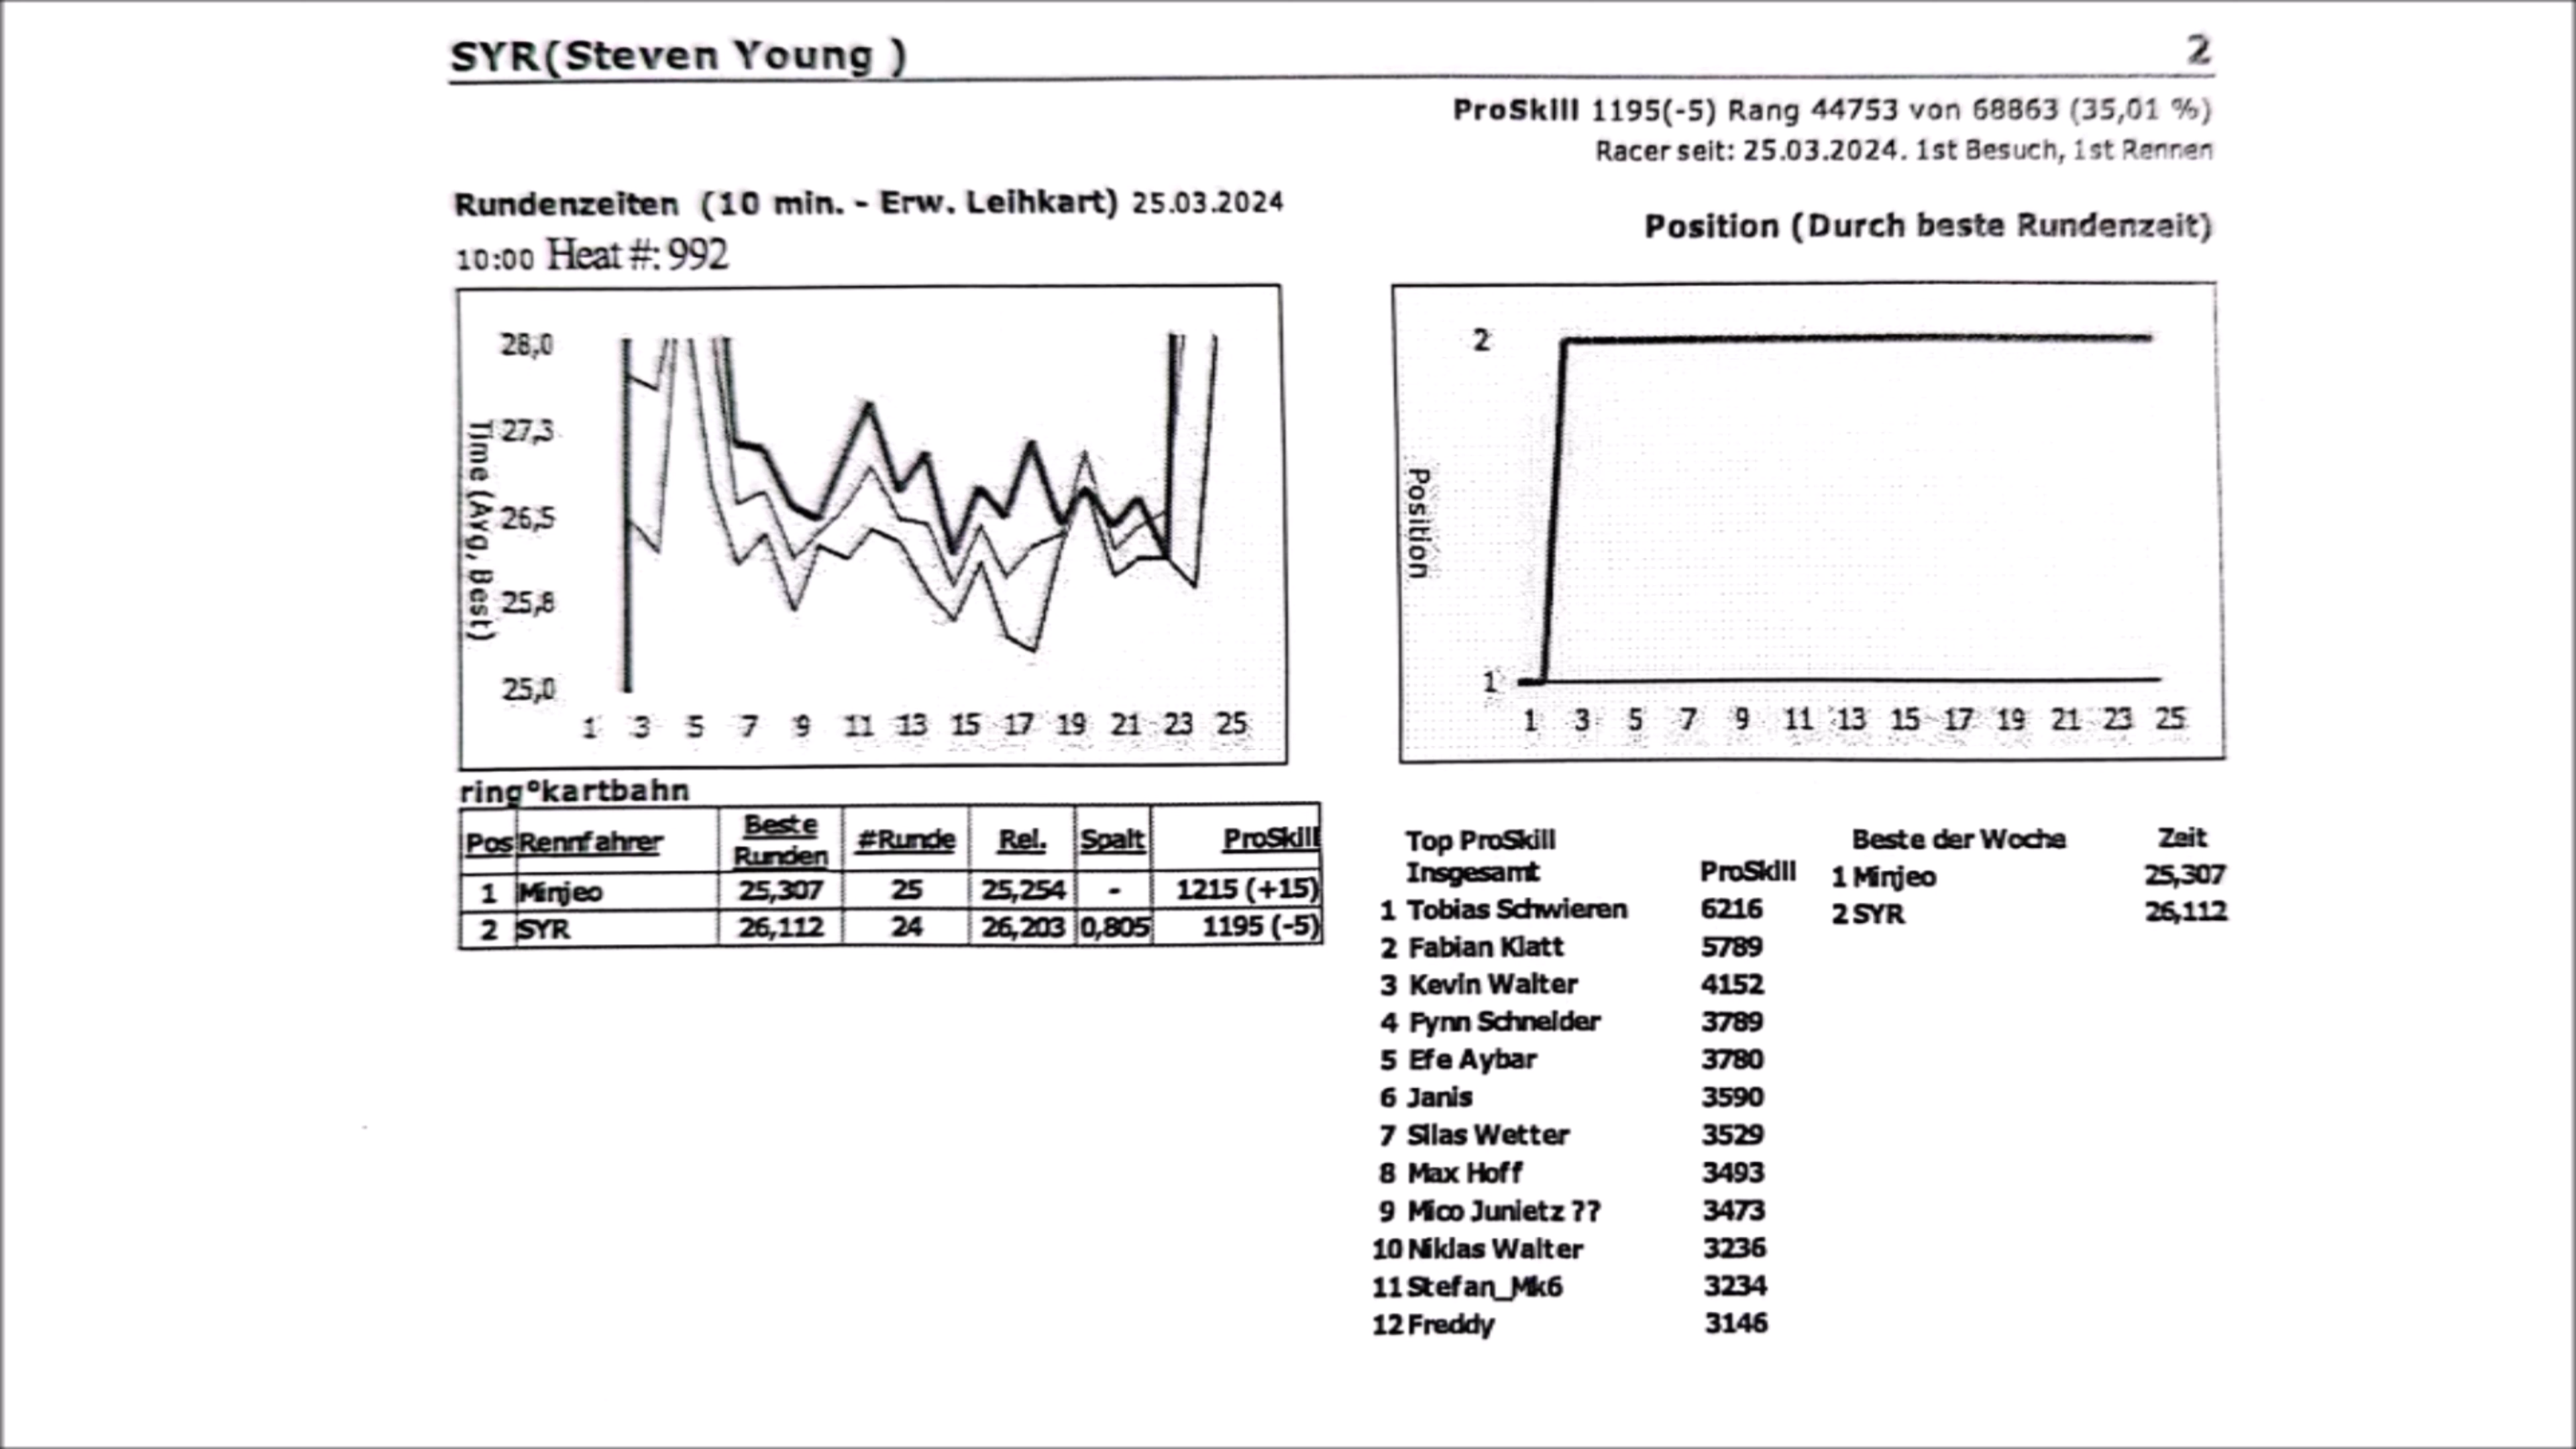 SYR(Steven Young )
2
ProSkill 1195(-5) Rang 44753 von 68863 (35,01 %)
Racer seit: 25.03.2024. 1st Besuch, 1st Rennen
Rundenzeiten (10 min. - Erw. Leihkart) 25.03.2024
10:00 Heat #: 992
Position (Durch beste Rundenzeit)
Time (Avg, Best)
28,0
27,3
26,5
25,8
25,0
1 3 5 7 9 11 13 15 17 19 21 23 25
Position
2
1
1 3 5 7 9 11 13 15 17 19 21 23 25
ring°kartbahn
Pos Rennfahrer Beste Runden #Runde Rel. Spalt ProSkill
1 Minjeo 25,307 25 25,254 - 1215 (+15)
2 SYR 26,112 24 26,203 0,805 1195 (-5)
Top ProSkill
Insgesamt ProSkill
1 Tobias Schwieren 6216
2 Fabian Klatt 5789
3 Kevin Walter 4152
4 Fynn Schneider 3789
5 Efe Aybar 3780
6 Janis 3590
7 Silas Wetter 3529
8 Max Hoff 3493
9 Mico Junietz ?? 3473
10 Niklas Walter 3236
11 Stefan_Mk6 3234
12 Freddy 3146
Beste der Woche Zeit
1 Minjeo 25,307
2 SYR 26,112